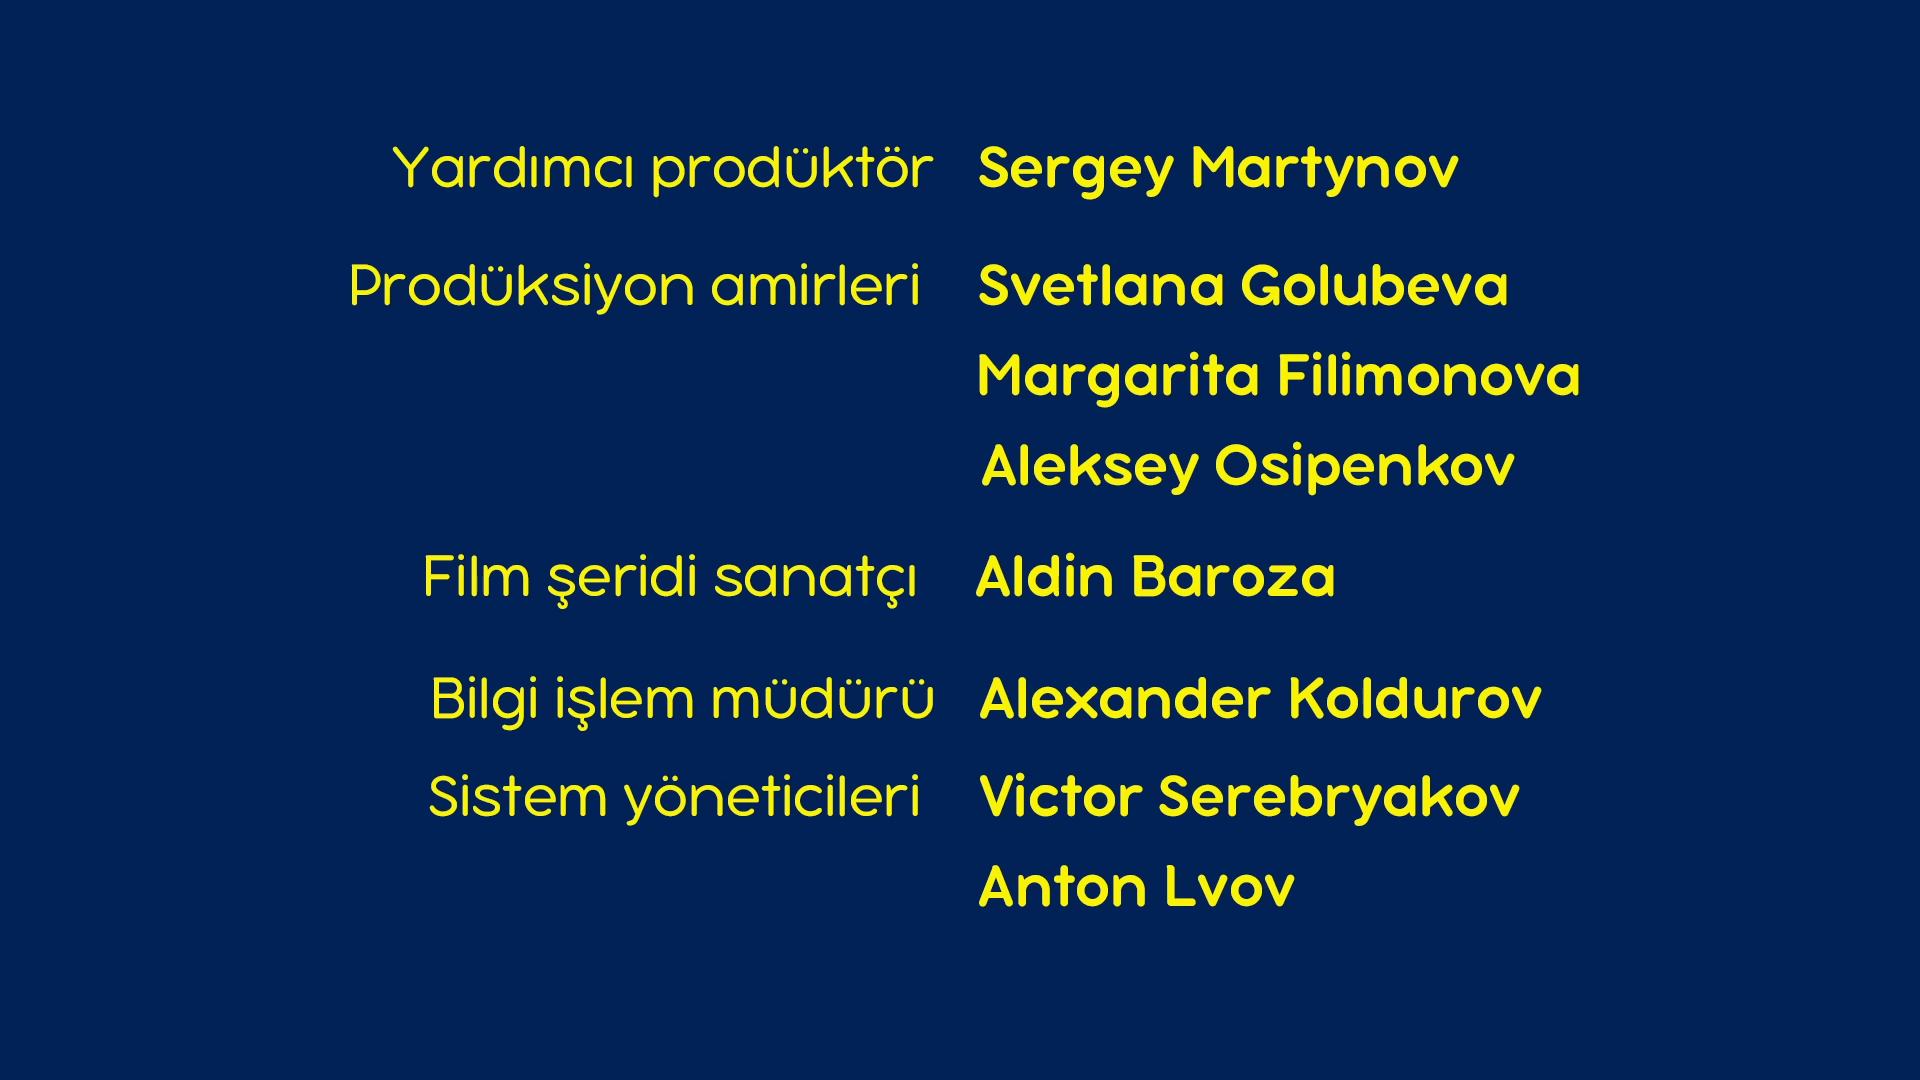 Yardımcı prodüktör Sergey Martynov
Prodüksiyon amirleri Svetlana Golubeva
Margarita Filimonova
Aleksey Osipenkov
Film şeridi sanatçı Aldin Baroza
Bilgi işlem müdürü Alexander Koldurov
Sistem yöneticileri Victor Serebryakov
Anton Lvov